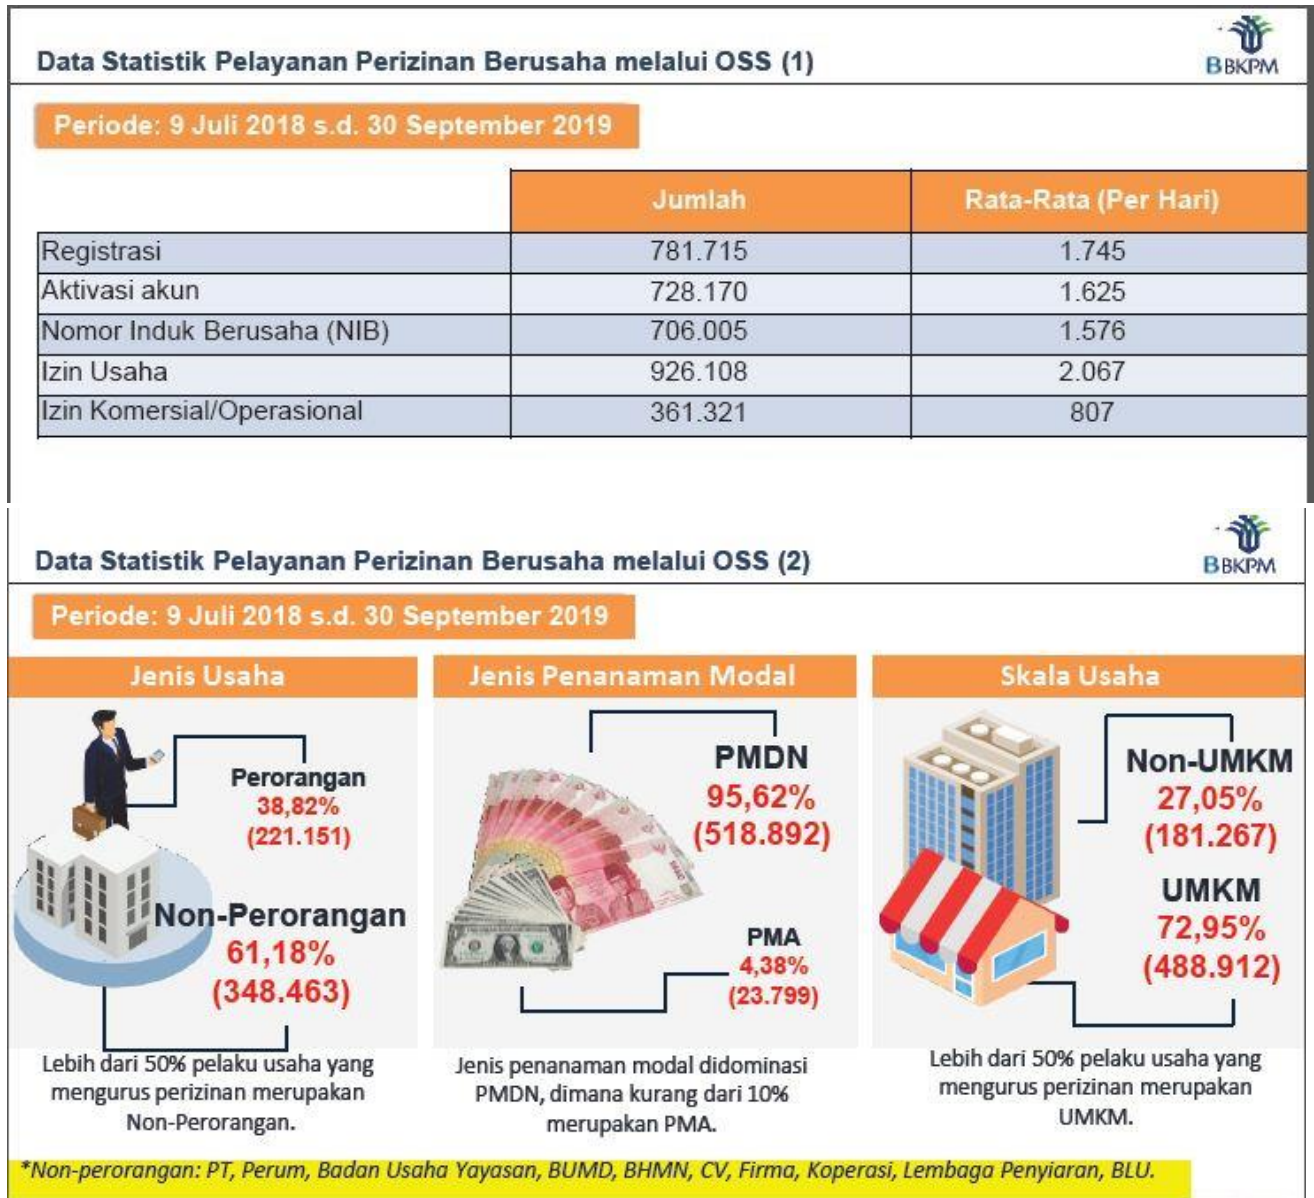 Data Statistik Pelayanan Perizinan Berusaha melalui OSS (1)
BBKPM
Periode: 9 Juli 2018 s.d. 30 September 2019
Jumlah Rata-Rata (Per Hari)
Registrasi 781.715 1.745
Aktivasi akun 728.170 1.625
Nomor Induk Berusaha (NIB) 706.005 1.576
Izin Usaha 926.108 2.067
Izin Komersial/Operasional 361.321 807
Data Statistik Pelayanan Perizinan Berusaha melalui OSS (2)
BBKPM
Periode: 9 Juli 2018 s.d. 30 September 2019
Jenis Usaha
Perorangan
38,82%
(221.151)
Non-Perorangan
61,18%
(348.463)
Lebih dari 50% pelaku usaha yang
mengurus perizinan merupakan
Non-Perorangan.
Jenis Penanaman Modal
PMDN
95,62%
(518.892)
PMA
4,38%
(23.799)
Jenis penanaman modal didominasi
PMDN, dimana kurang dari 10%
merupakan PMA.
Skala Usaha
Non-UMKM
27,05%
(181.267)
UMKM
72,95%
(488.912)
Lebih dari 50% pelaku usaha yang
mengurus perizinan merupakan
UMKM.
*Non-perorangan: PT, Perum, Badan Usaha Yayasan, BUMD, BHMN, CV, Firma, Koperasi, Lembaga Penyiaran, BLU.